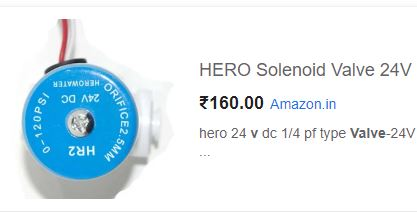 HERO Solenoid Valve 24V
₹160.00 Amazon.in
hero 24 v dc 1/4 pf type Valve-24V
...
0-120PSI
ORIFICE2.5MM
HEROWATER
24V DC
HR2